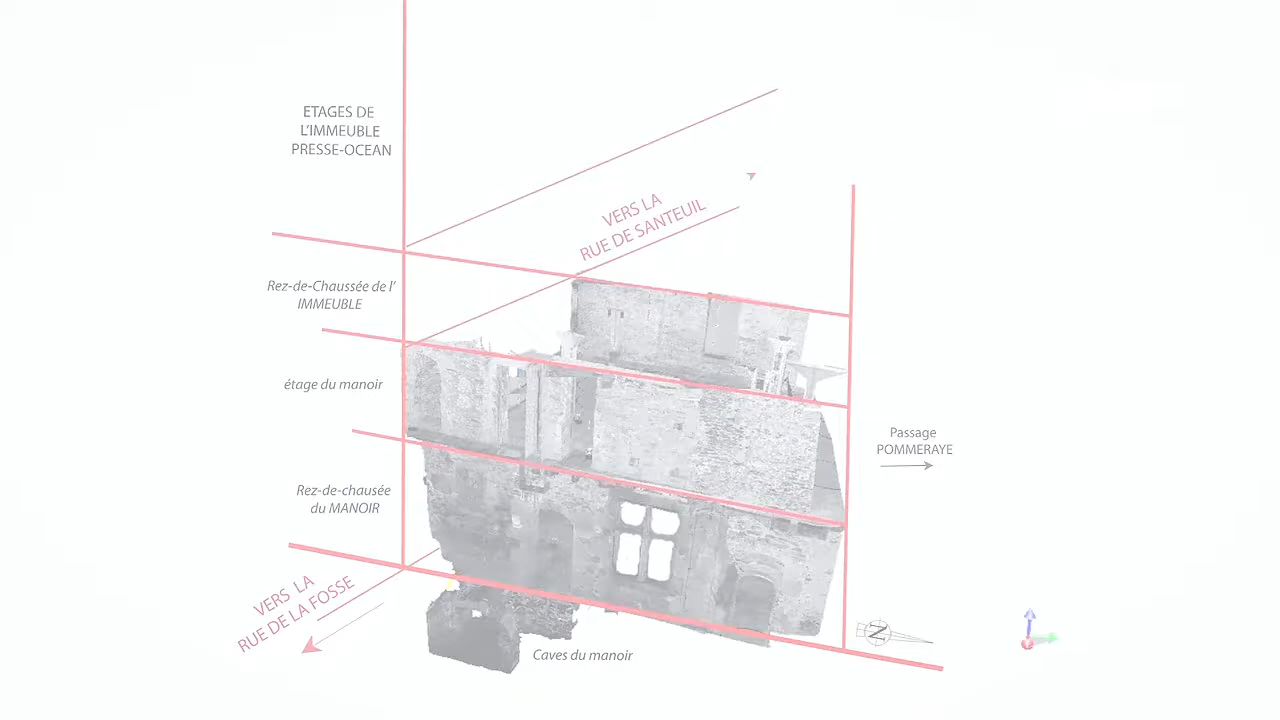 ETAGES DE
L'IMMEUBLE
PRESSE-OCEAN
VERS LA
RUE DE SANTEUIL
Rez-de-Chaussée de l'
IMMEUBLE
étage du manoir
Passage
POMMERAYE
Rez-de-chausée
du MANOIR
VERS LA
RUE DE LA FOSSE
N
Caves du manoir